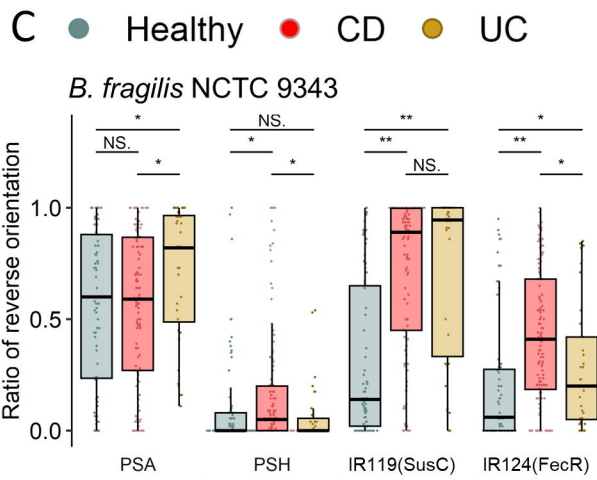 C Healthy CD UC
B. fragilis NCTC 9343
* NS. ** *
NS. * ** **
* * NS. *
Ratio of reverse orientation
1.0
0.5
0.0
PSA PSH IR119(SusC) IR124(FecR)